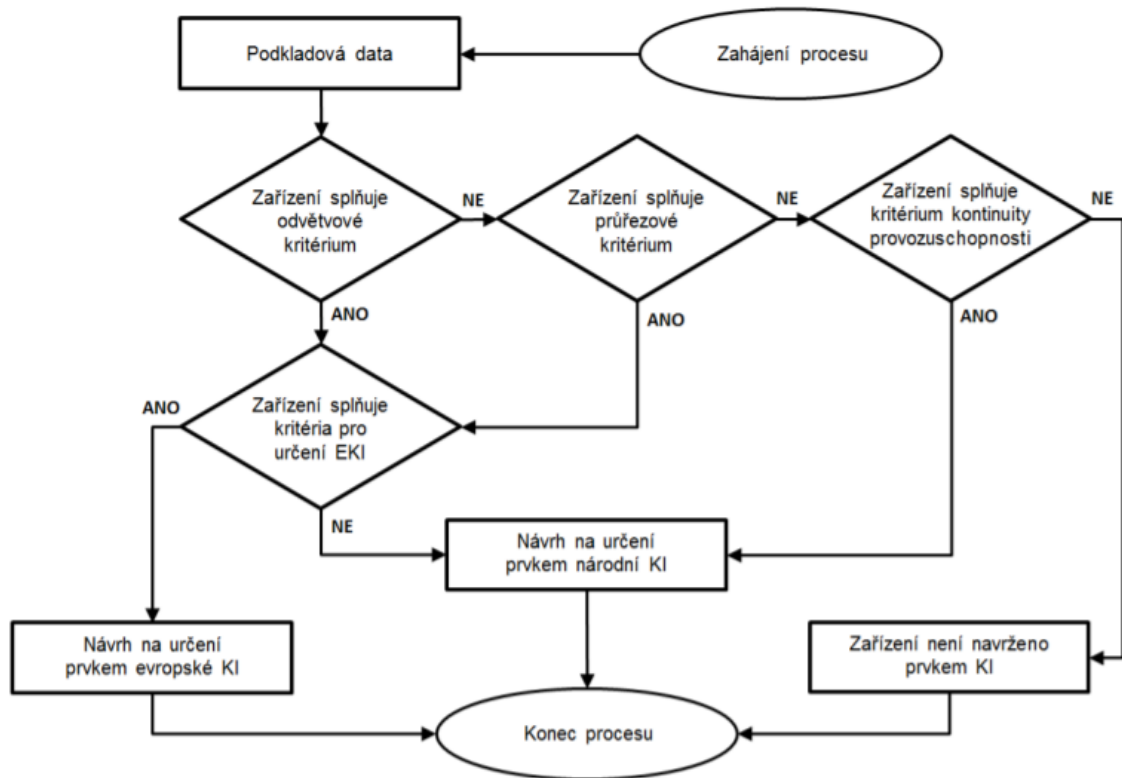 Podkladová data
Zahájení procesu
Zařízení splňuje
odvětvové
kritérium
NE
Zařízení splňuje
průřezové
kritérium
NE
Zařízení splňuje
kritérium kontinuity
provozuschopnosti
NE
ANO
ANO
ANO
ANO
Zařízení splňuje
kritéria pro
určení EKI
NE
Návrh na určení
prvkem národní KI
Návrh na určení
prvkem evropské KI
Zařízení není navrženo
prvkem KI
Konec procesu